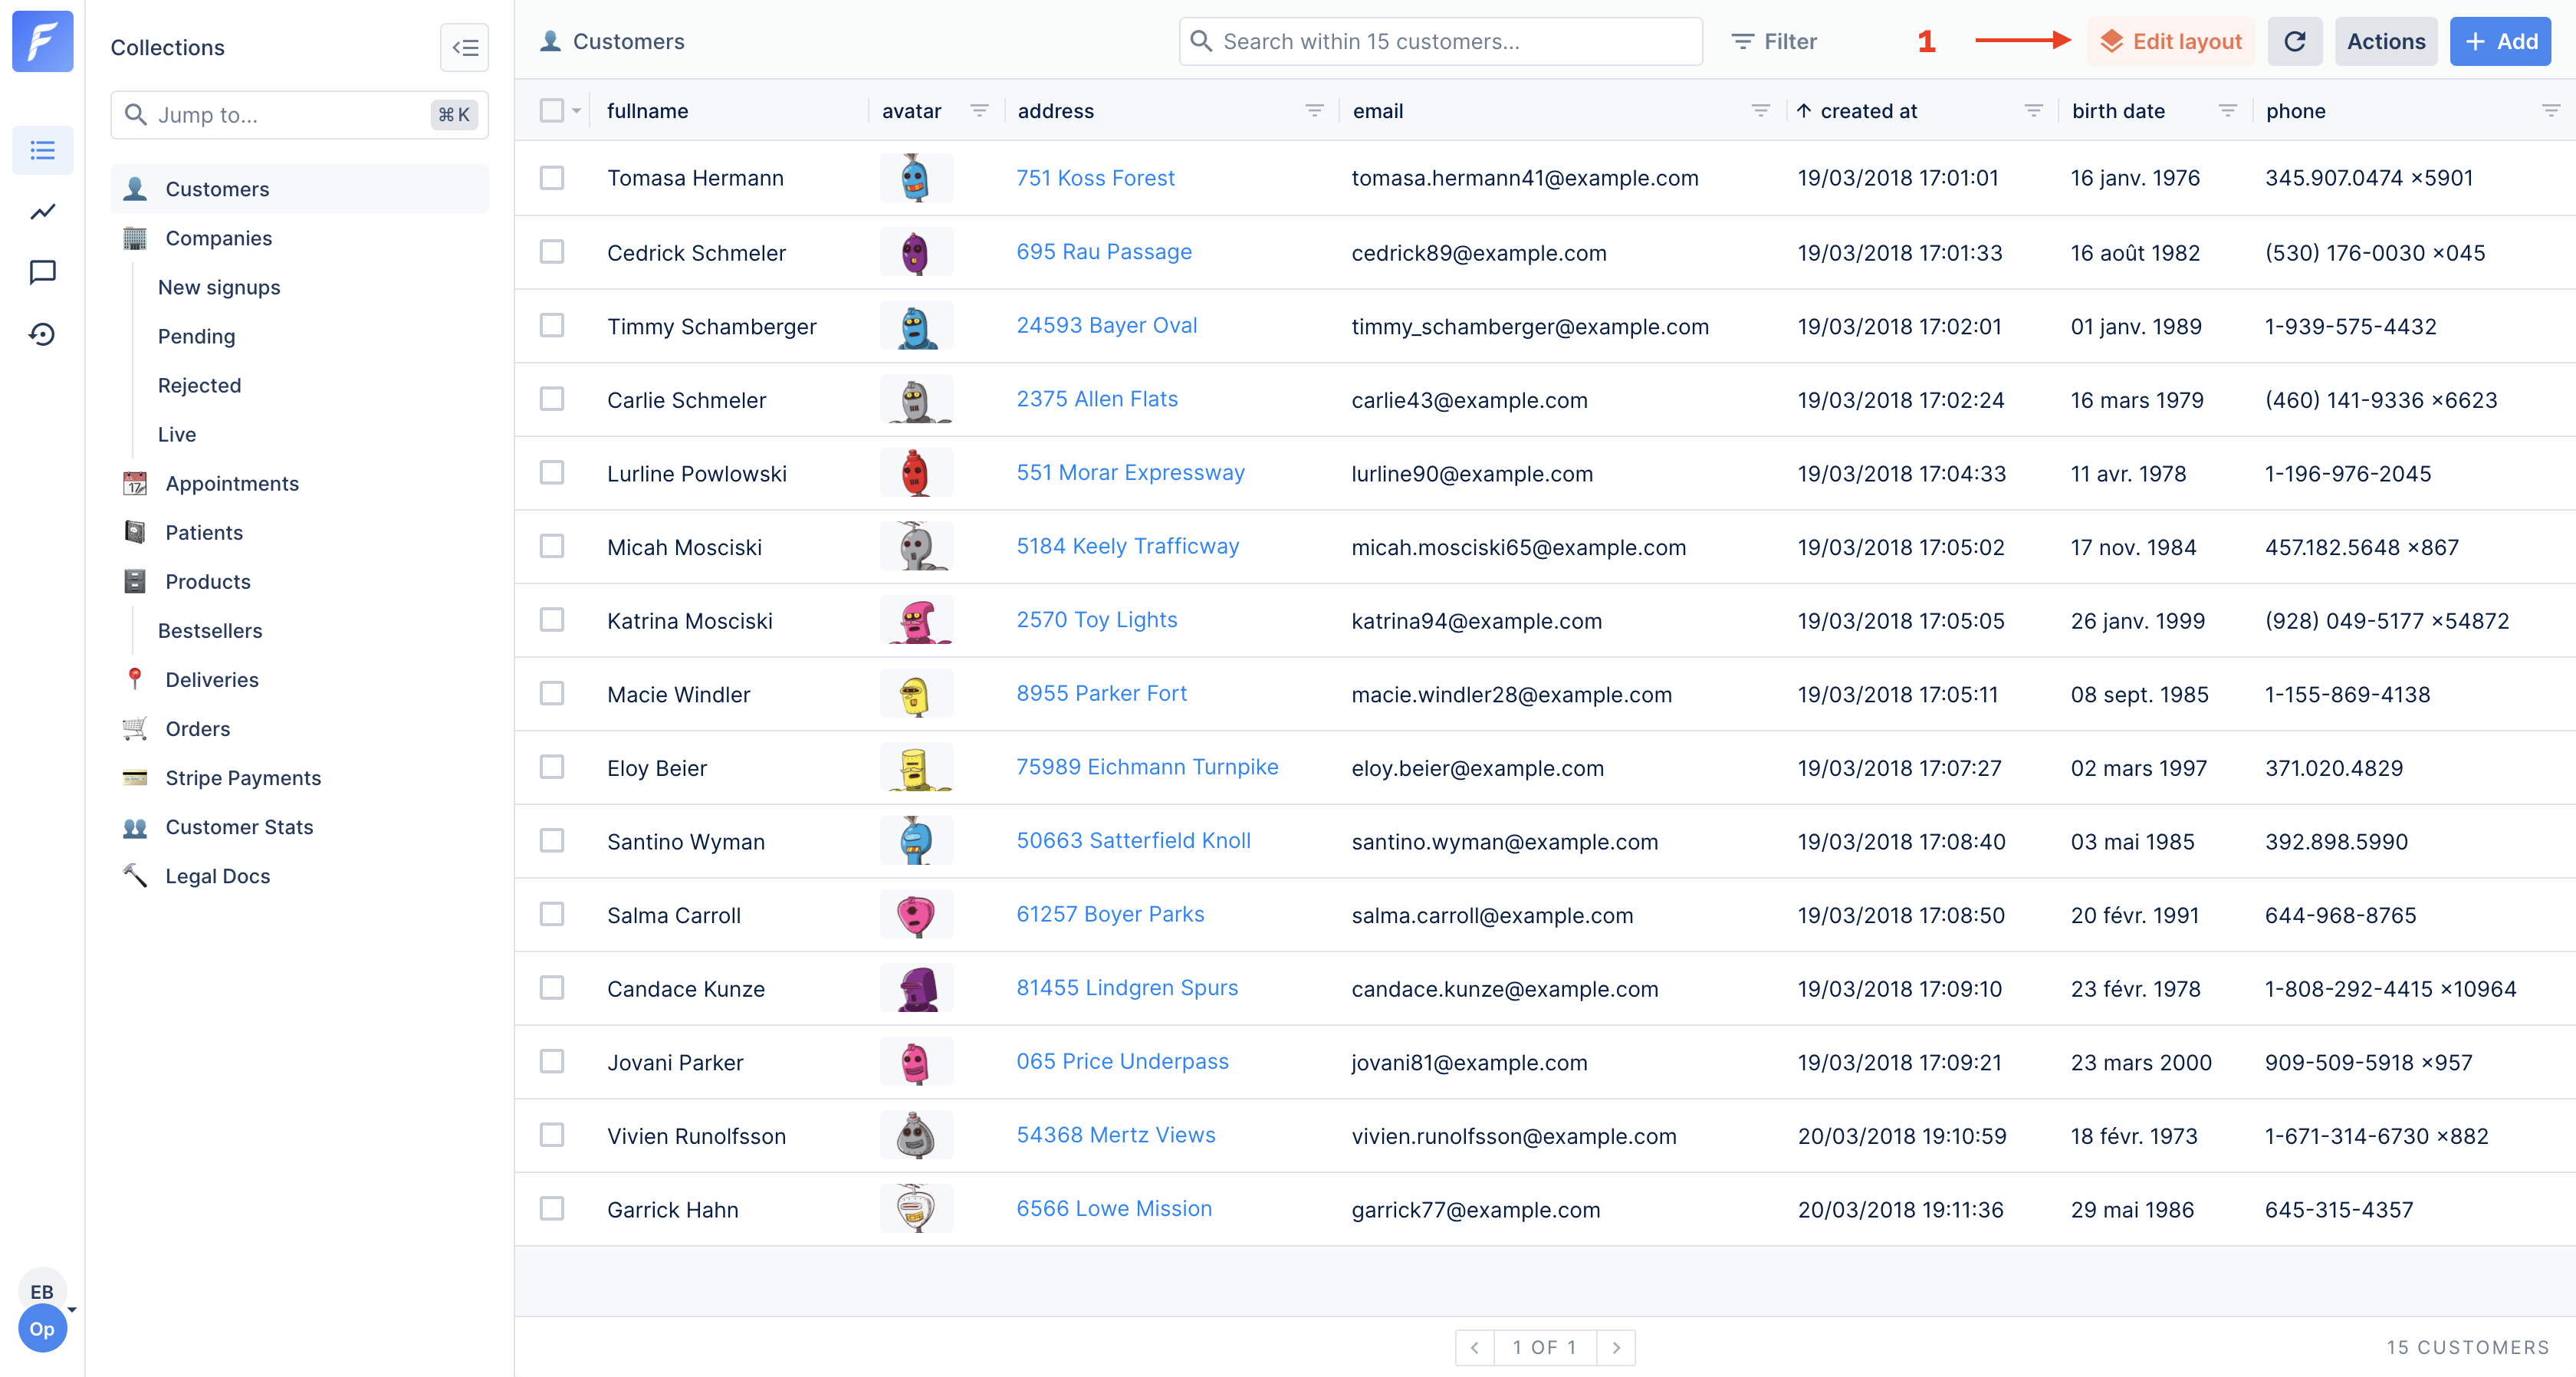 Collections
Jump to...
⌘ K
Customers
Companies
New signups
Pending
Rejected
Live
Appointments
17
Patients
Products
Bestsellers
Deliveries
Orders
Stripe Payments
Customer Stats
Legal Docs
EB
Op
Customers
Search within 15 customers...
Filter
1
Edit layout
Actions
+ Add
fullname avatar address email ↑ created at birth date phone
Tomasa Hermann 751 Koss Forest tomasa.hermann41@example.com 19/03/2018 17:01:01 16 janv. 1976 345.907.0474 x5901
Cedrick Schmeler 695 Rau Passage cedrick89@example.com 19/03/2018 17:01:33 16 août 1982 (530) 176-0030 x045
Timmy Schamberger 24593 Bayer Oval timmy_schamberger@example.com 19/03/2018 17:02:01 01 janv. 1989 1-939-575-4432
Carlie Schmeler 2375 Allen Flats carlie43@example.com 19/03/2018 17:02:24 16 mars 1979 (460) 141-9336 x6623
Lurline Powlowski 551 Morar Expressway lurline90@example.com 19/03/2018 17:04:33 11 avr. 1978 1-196-976-2045
Micah Mosciski 5184 Keely Trafficway micah.mosciski65@example.com 19/03/2018 17:05:02 17 nov. 1984 457.182.5648 x867
Katrina Mosciski 2570 Toy Lights katrina94@example.com 19/03/2018 17:05:05 26 janv. 1999 (928) 049-5177 x54872
Macie Windler 8955 Parker Fort macie.windler28@example.com 19/03/2018 17:05:11 08 sept. 1985 1-155-869-4138
Eloy Beier 75989 Eichmann Turnpike eloy.beier@example.com 19/03/2018 17:07:27 02 mars 1997 371.020.4829
Santino Wyman 50663 Satterfield Knoll santino.wyman@example.com 19/03/2018 17:08:40 03 mai 1985 392.898.5990
Salma Carroll 61257 Boyer Parks salma.carroll@example.com 19/03/2018 17:08:50 20 févr. 1991 644-968-8765
Candace Kunze 81455 Lindgren Spurs candace.kunze@example.com 19/03/2018 17:09:10 23 févr. 1978 1-808-292-4415 x10964
Jovani Parker 065 Price Underpass jovani81@example.com 19/03/2018 17:09:21 23 mars 2000 909-509-5918 x957
Vivien Runolfsson 54368 Mertz Views vivien.runolfsson@example.com 20/03/2018 19:10:59 18 févr. 1973 1-671-314-6730 x882
Garrick Hahn 6566 Lowe Mission garrick77@example.com 20/03/2018 19:11:36 29 mai 1986 645-315-4357
1 OF 1
15 CUSTOMERS